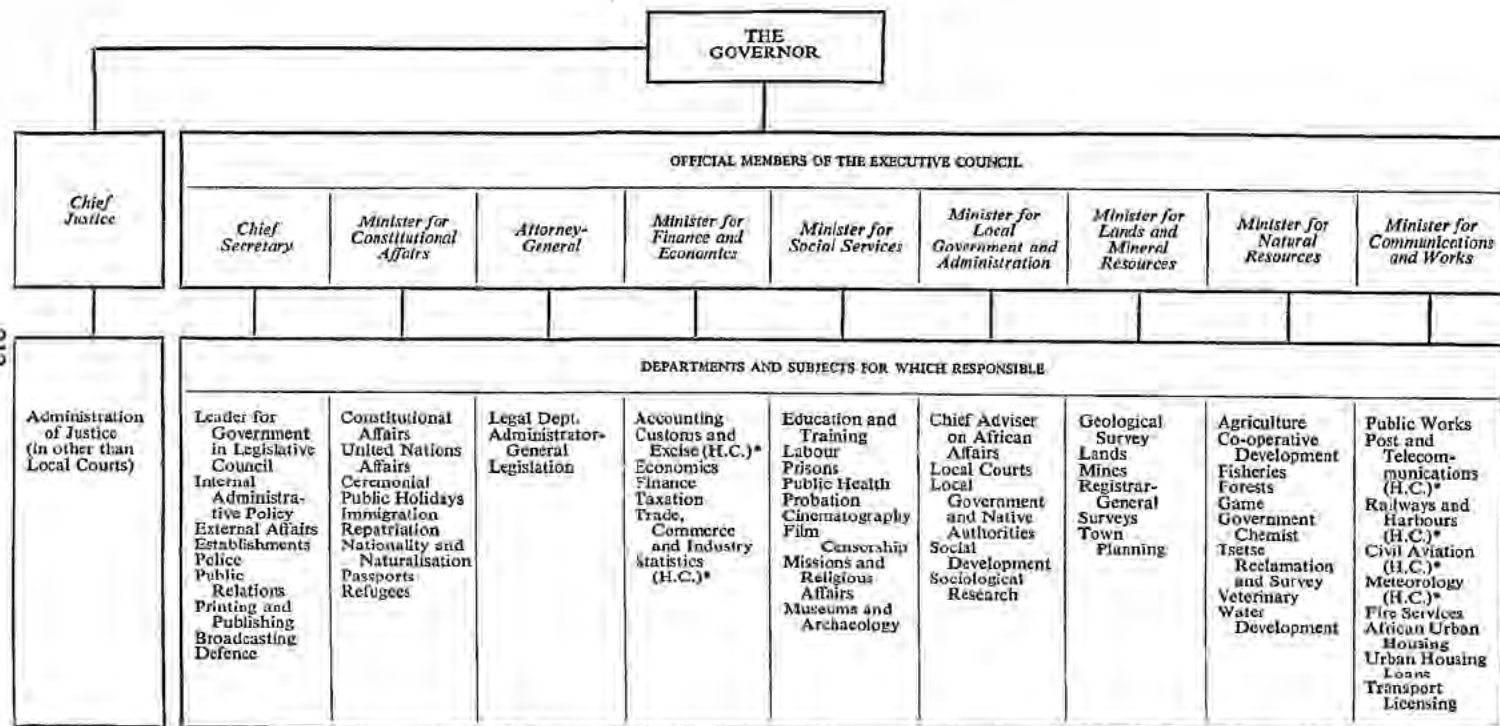 THE
GOVERNOR
Chief
Justice
OFFICIAL MEMBERS OF THE EXECUTIVE COUNCIL
Chief
Secretary
Minister for
Constitutional
Affairs
Attorney-
General
Minister for
Finance and
Economics
Minister for
Social Services
Minister for
Local
Government and
Administration
Minister for
Lands and
Mineral
Resources
Minister for
Natural
Resources
Minister for
Communications
and Works
DEPARTMENTS AND SUBJECTS FOR WHICH RESPONSIBLE
Administration
of Justice
(in other than
Local Courts)
Leader for
Government
in Legislative
Council
Internal
Administra-
tive Policy
External Affairs
Establishments
Police
Public
Relations
Printing and
Publishing
Broadcasting
Defence
Constitutional
Affairs
United Nations
Affairs
Ceremonial
Public Holidays
Immigration
Repatriation
Nationality and
Naturalisation
Passports
Refugees
Legal Dept.
Administrator-
General
Legislation
Accounting
Customs and
Excise (H.C.)*
Economics
Finance
Taxation
Trade,
Commerce
and Industry
Statistics
(H.C.)*
Education and
Training
Labour
Prisons
Public Health
Probation
Cinematography
Film
Censorship
Missions and
Religious
Affairs
Museums and
Archaeology
Chief Adviser
on African
Affairs
Local Courts
Local
Government
and Native
Authorities
Social
Development
Sociological
Research
Geological
Survey
Lands
Mines
Registrar-
General
Surveys
Town
Planning
Agriculture
Co-operative
Development
Fisheries
Forests
Game
Government
Chemist
Tsetse
Reclamation
and Survey
Veterinary
Water
Development
Public Works
Post and
Telecom-
munications
(H.C.)*
Railways and
Harbours
(H.C.)*
Civil Aviation
(H.C.)*
Meteorology
(H.C.)*
Fire Services
African Urban
Housing
Urban Housing
Loans
Transport
Licensing